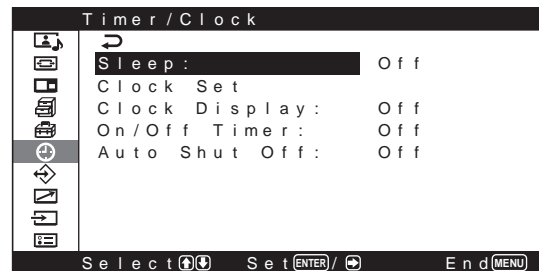 Timer/Clock
Sleep: Off
Clock Set
Clock Display: Off
On/Off Timer: Off
Auto Shut Off: Off
Select Set ENTER / End MENU